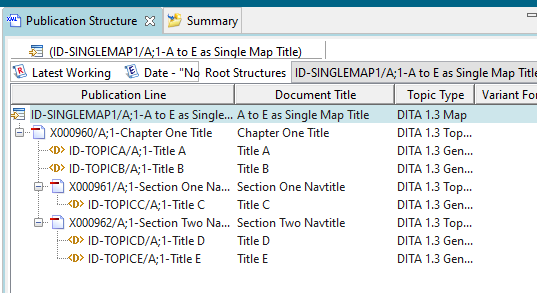 Publication Structure Summary
(ID-SINGLEMAP1/A;1-A to E as Single Map Title)
Latest Working Date - "No Root Structures ID-SINGLEMAP1/A;1-A to E as Single Map Title
Publication Line Document Title Topic Type Variant For
ID-SINGLEMAP1/A;1-A to E as Single... A to E as Single Map Title DITA 1.3 Map
X000960/A;1-Chapter One Title Chapter One Title DITA 1.3 Top...
ID-TOPICA/A;1-Title A Title A DITA 1.3 Gen...
ID-TOPICB/A;1-Title B Title B DITA 1.3 Gen...
X000961/A;1-Section One Na... Section One Navtitle DITA 1.3 Top...
ID-TOPICC/A;1-Title C Title C DITA 1.3 Gen...
X000962/A;1-Section Two Na... Section Two Navtitle DITA 1.3 Top...
ID-TOPICD/A;1-Title D Title D DITA 1.3 Gen...
ID-TOPICE/A;1-Title E Title E DITA 1.3 Gen...